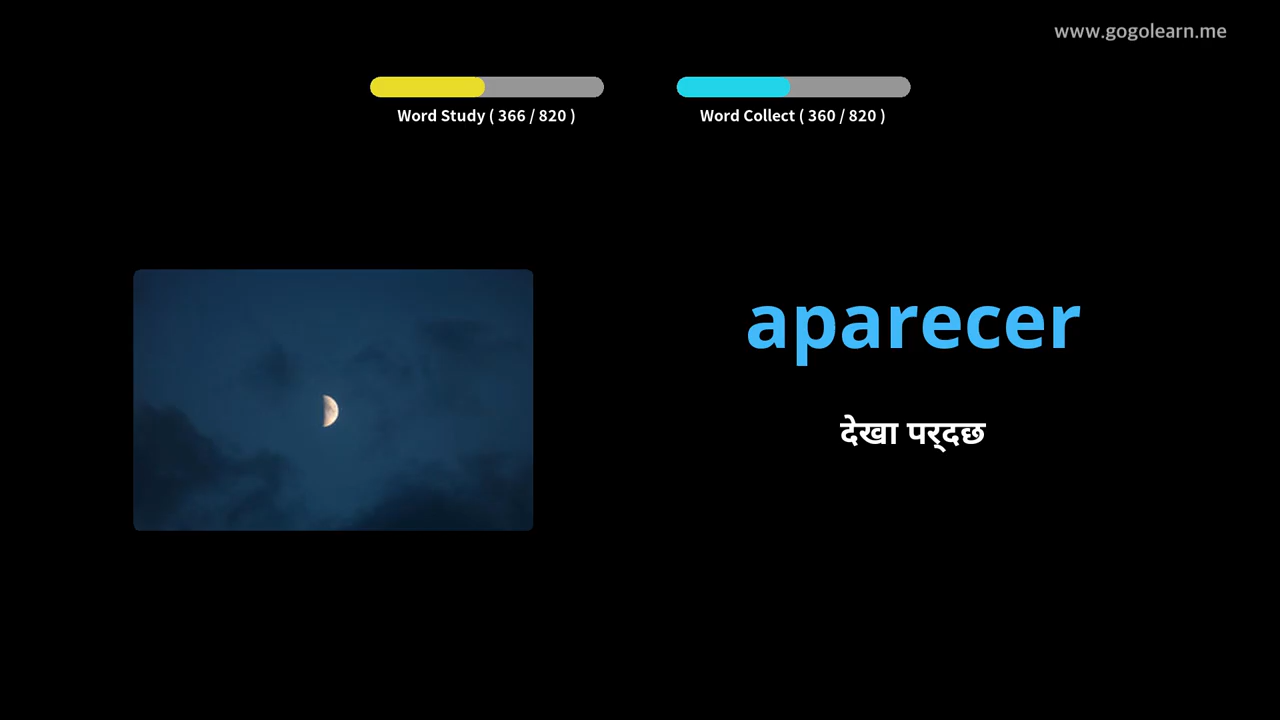 www.gogolearn.me
Word Study ( 366 / 820 )
Word Collect ( 360 / 820 )
aparecer
देखा पर्‍दछ